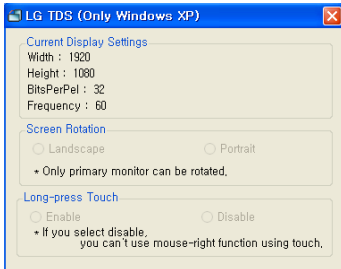 LG TDS (Only Windows XP)
Current Display Settings
Width : 1920
Height : 1080
BitsPerPel : 32
Frequency : 60
Screen Rotation
Landscape Portrait
* Only primary monitor can be rotated,
Long-press Touch
Enable Disable
* If you select disable,
you can't use mouse-right function using touch,